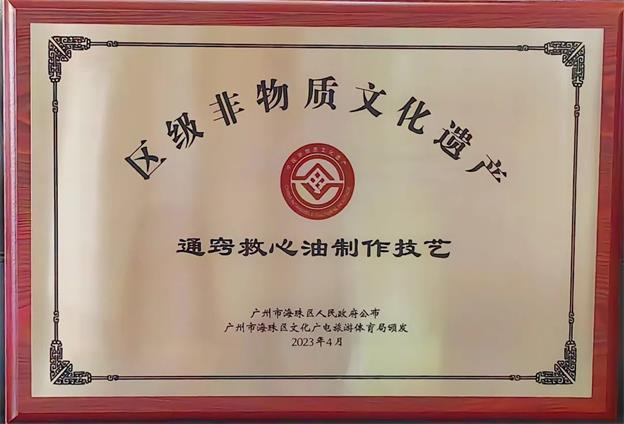 区级非物质文化遗产
通窍救心油制作技艺
广州市海珠区人民政府公布
广州市海珠区文化广电旅游体育局颁发
2023年4月